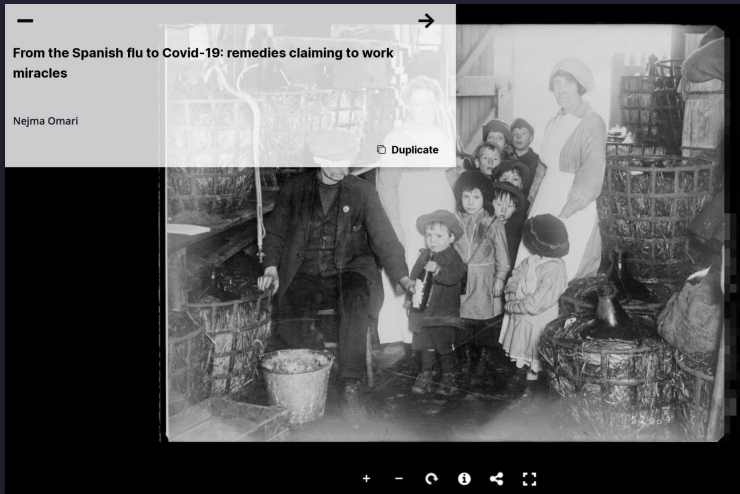 From the Spanish flu to Covid-19: remedies claiming to work
miracles
Nejma Omari
Duplicate